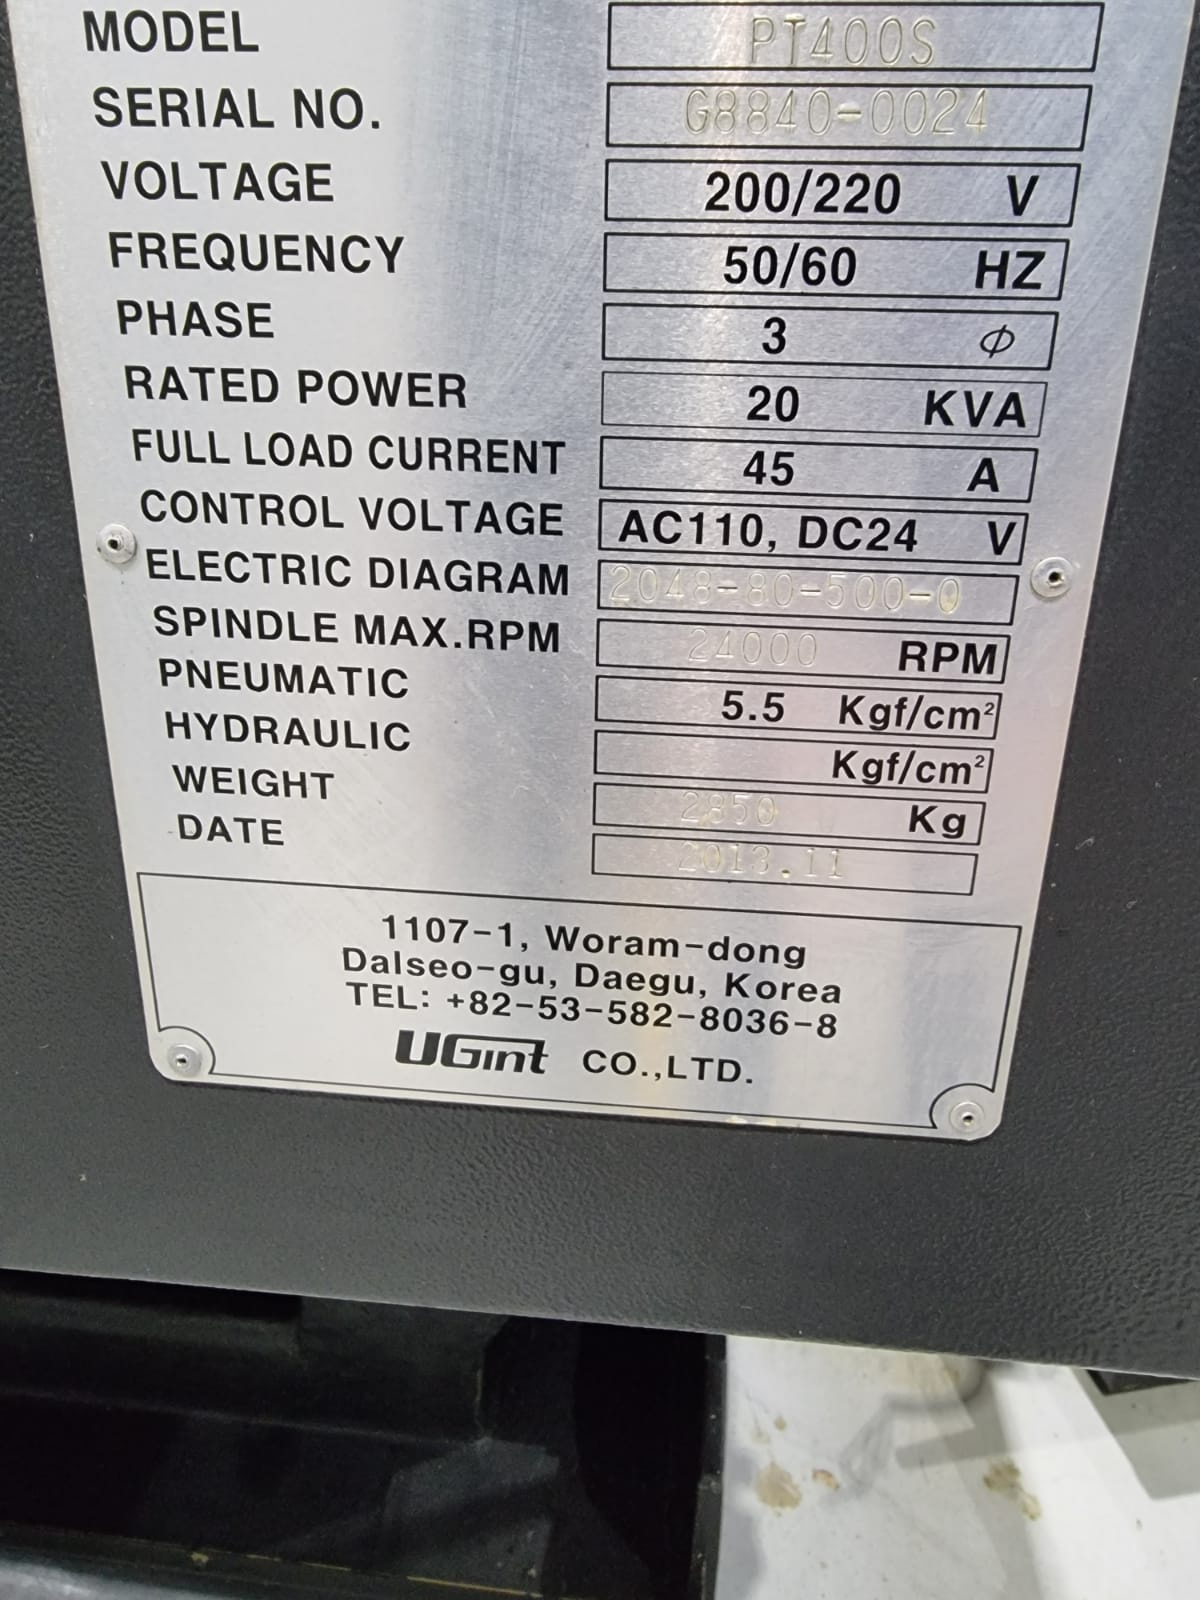 MODEL PT400S
SERIAL NO. G8840-0024
VOLTAGE 200/220 V
FREQUENCY 50/60 HZ
PHASE 3 ϕ
RATED POWER 20 KVA
FULL LOAD CURRENT 45 A
CONTROL VOLTAGE AC110, DC24 V
ELECTRIC DIAGRAM 2048-80-500-0
SPINDLE MAX.RPM 24000 RPM
PNEUMATIC 5.5 Kgf/cm²
HYDRAULIC Kgf/cm²
WEIGHT 2850 Kg
DATE 2013.11
1107-1, Woram-dong
Dalseo-gu, Daegu, Korea
TEL: +82-53-582-8036-8
UGint CO.,LTD.